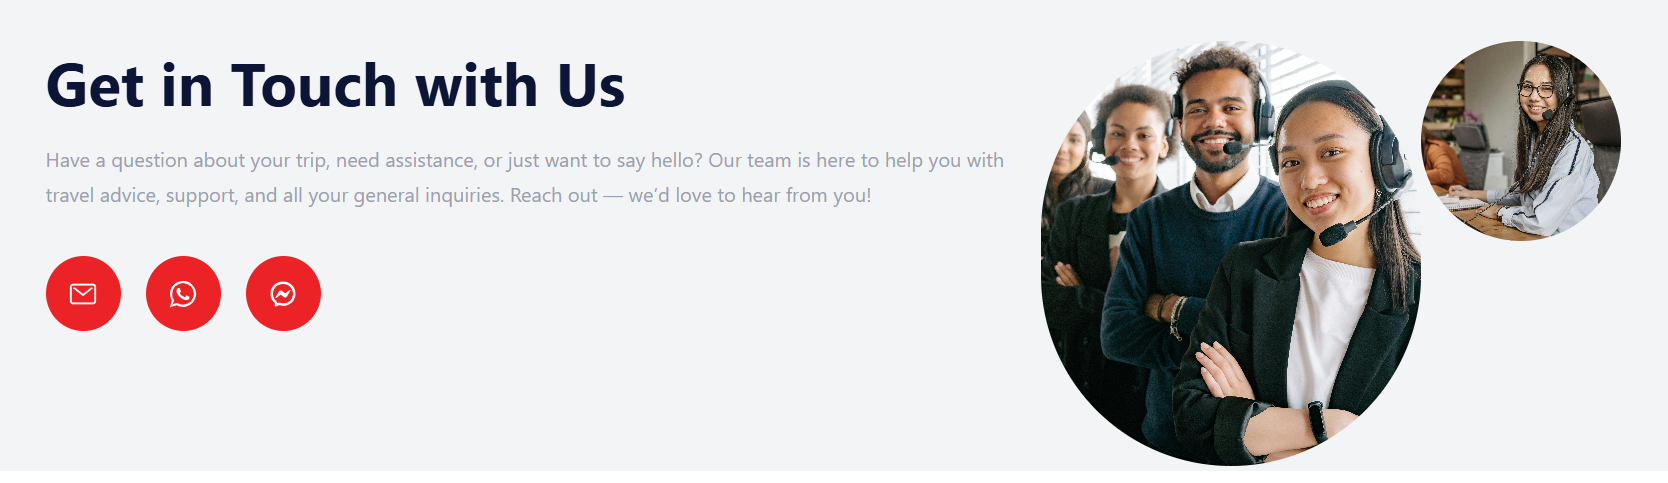 Get in Touch with Us
Have a question about your trip, need assistance, or just want to say hello? Our team is here to help you with
travel advice, support, and all your general inquiries. Reach out — we’d love to hear from you!